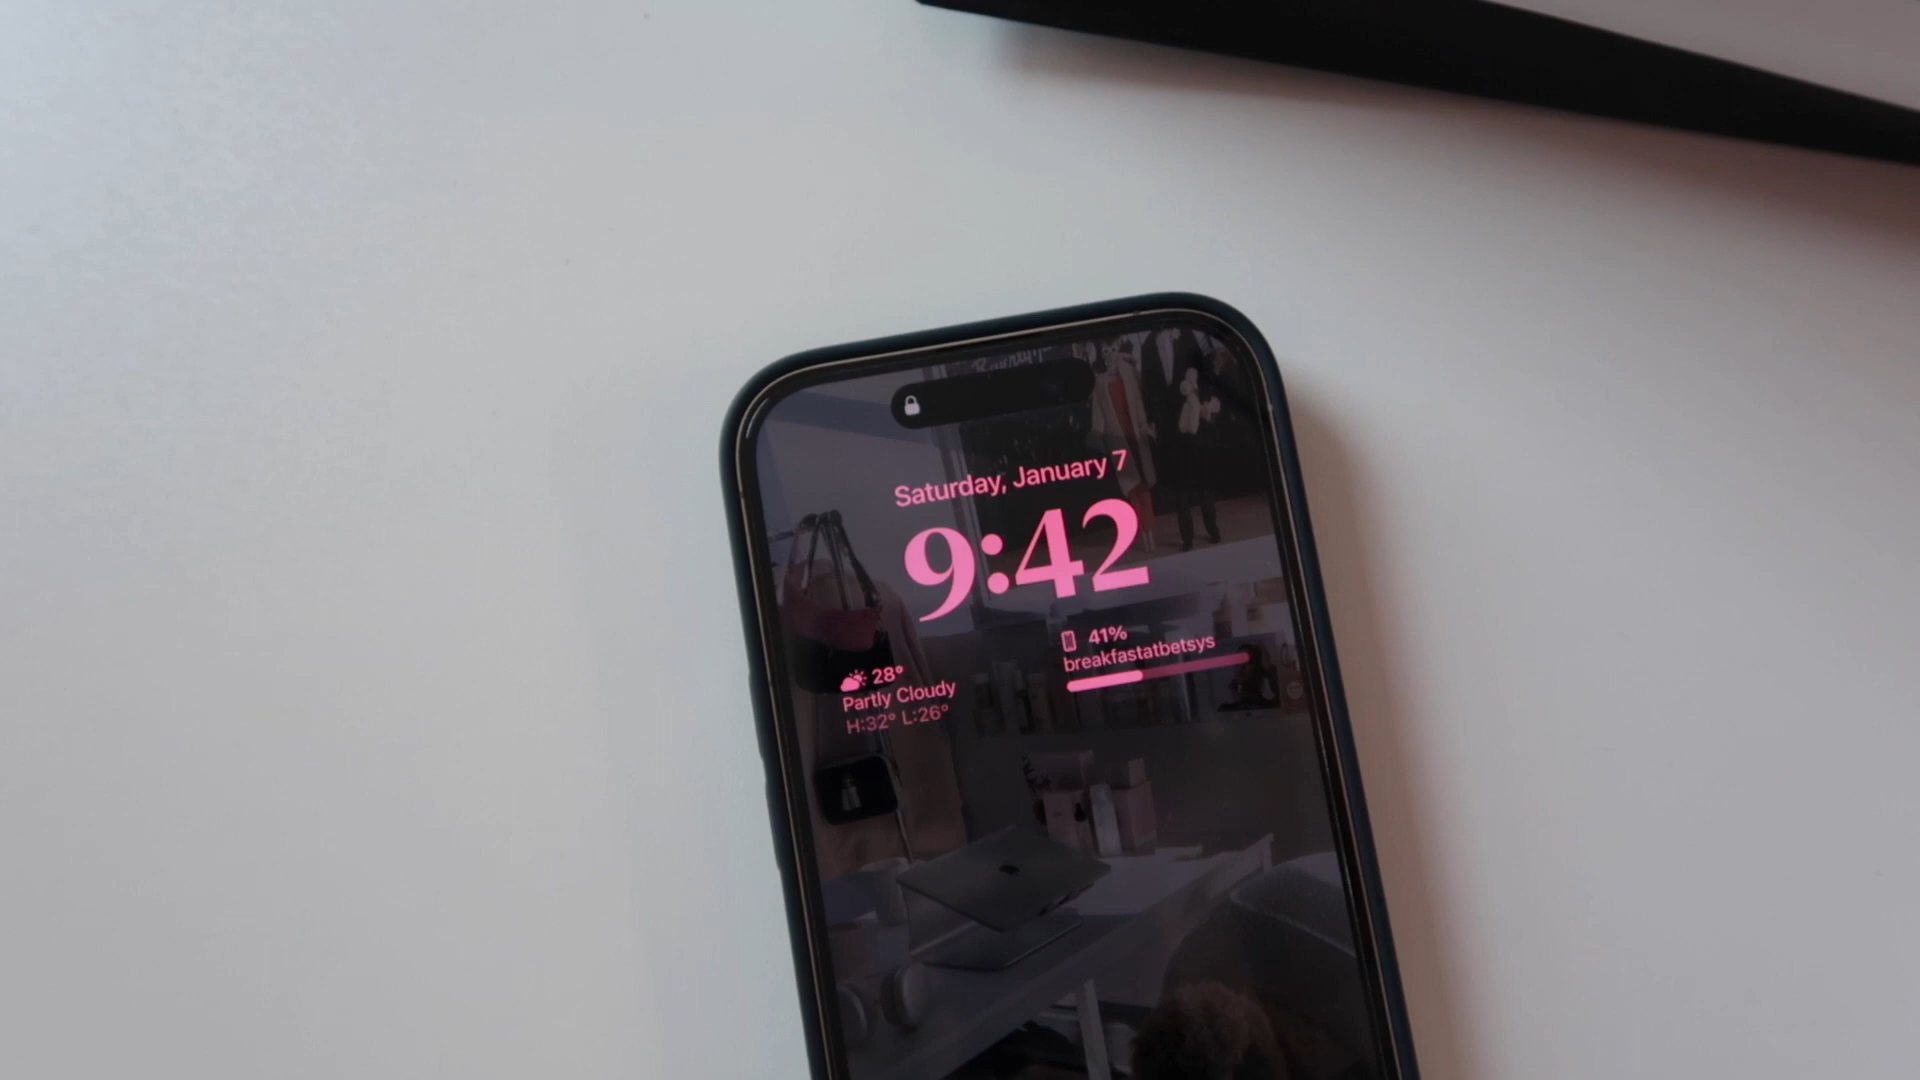 Saturday, January 7
9:42
41%
breakfastatbetsys
28°
Partly Cloudy
H:32° L:26°